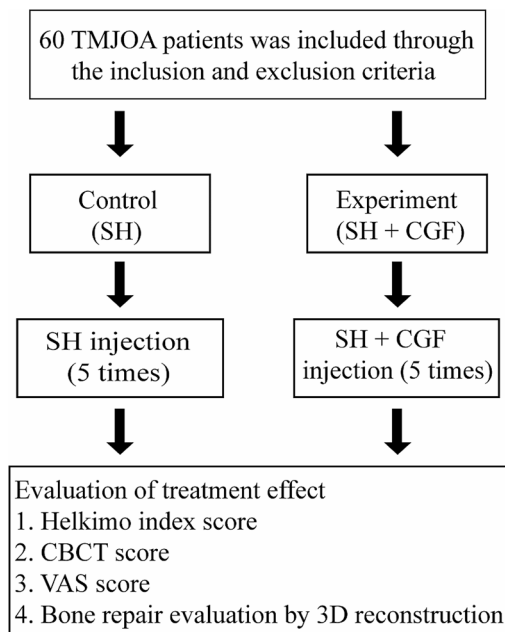 60 TMJOA patients was included through
the inclusion and exclusion criteria
Control
(SH)
Experiment
(SH + CGF)
SH injection
(5 times)
SH + CGF
injection (5 times)
Evaluation of treatment effect
1. Helkimo index score
2. CBCT score
3. VAS score
4. Bone repair evaluation by 3D reconstruction